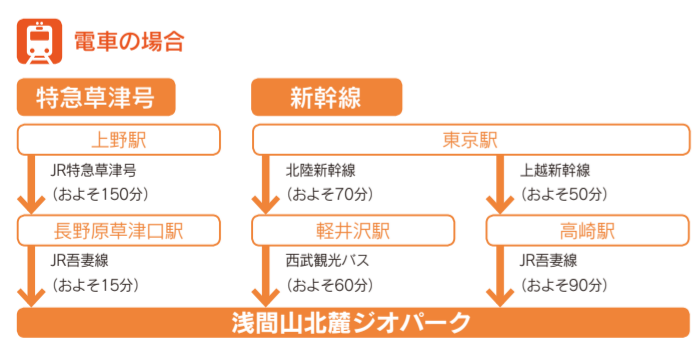 電車の場合
特急草津号
新幹線
上野駅
東京駅
JR特急草津号
(およそ150分)
北陸新幹線
(およそ70分)
上越新幹線
(およそ50分)
長野原草津口駅
軽井沢駅
高崎駅
JR吾妻線
(およそ15分)
西武観光バス
(およそ60分)
JR吾妻線
(およそ90分)
浅間山北麓ジオパーク